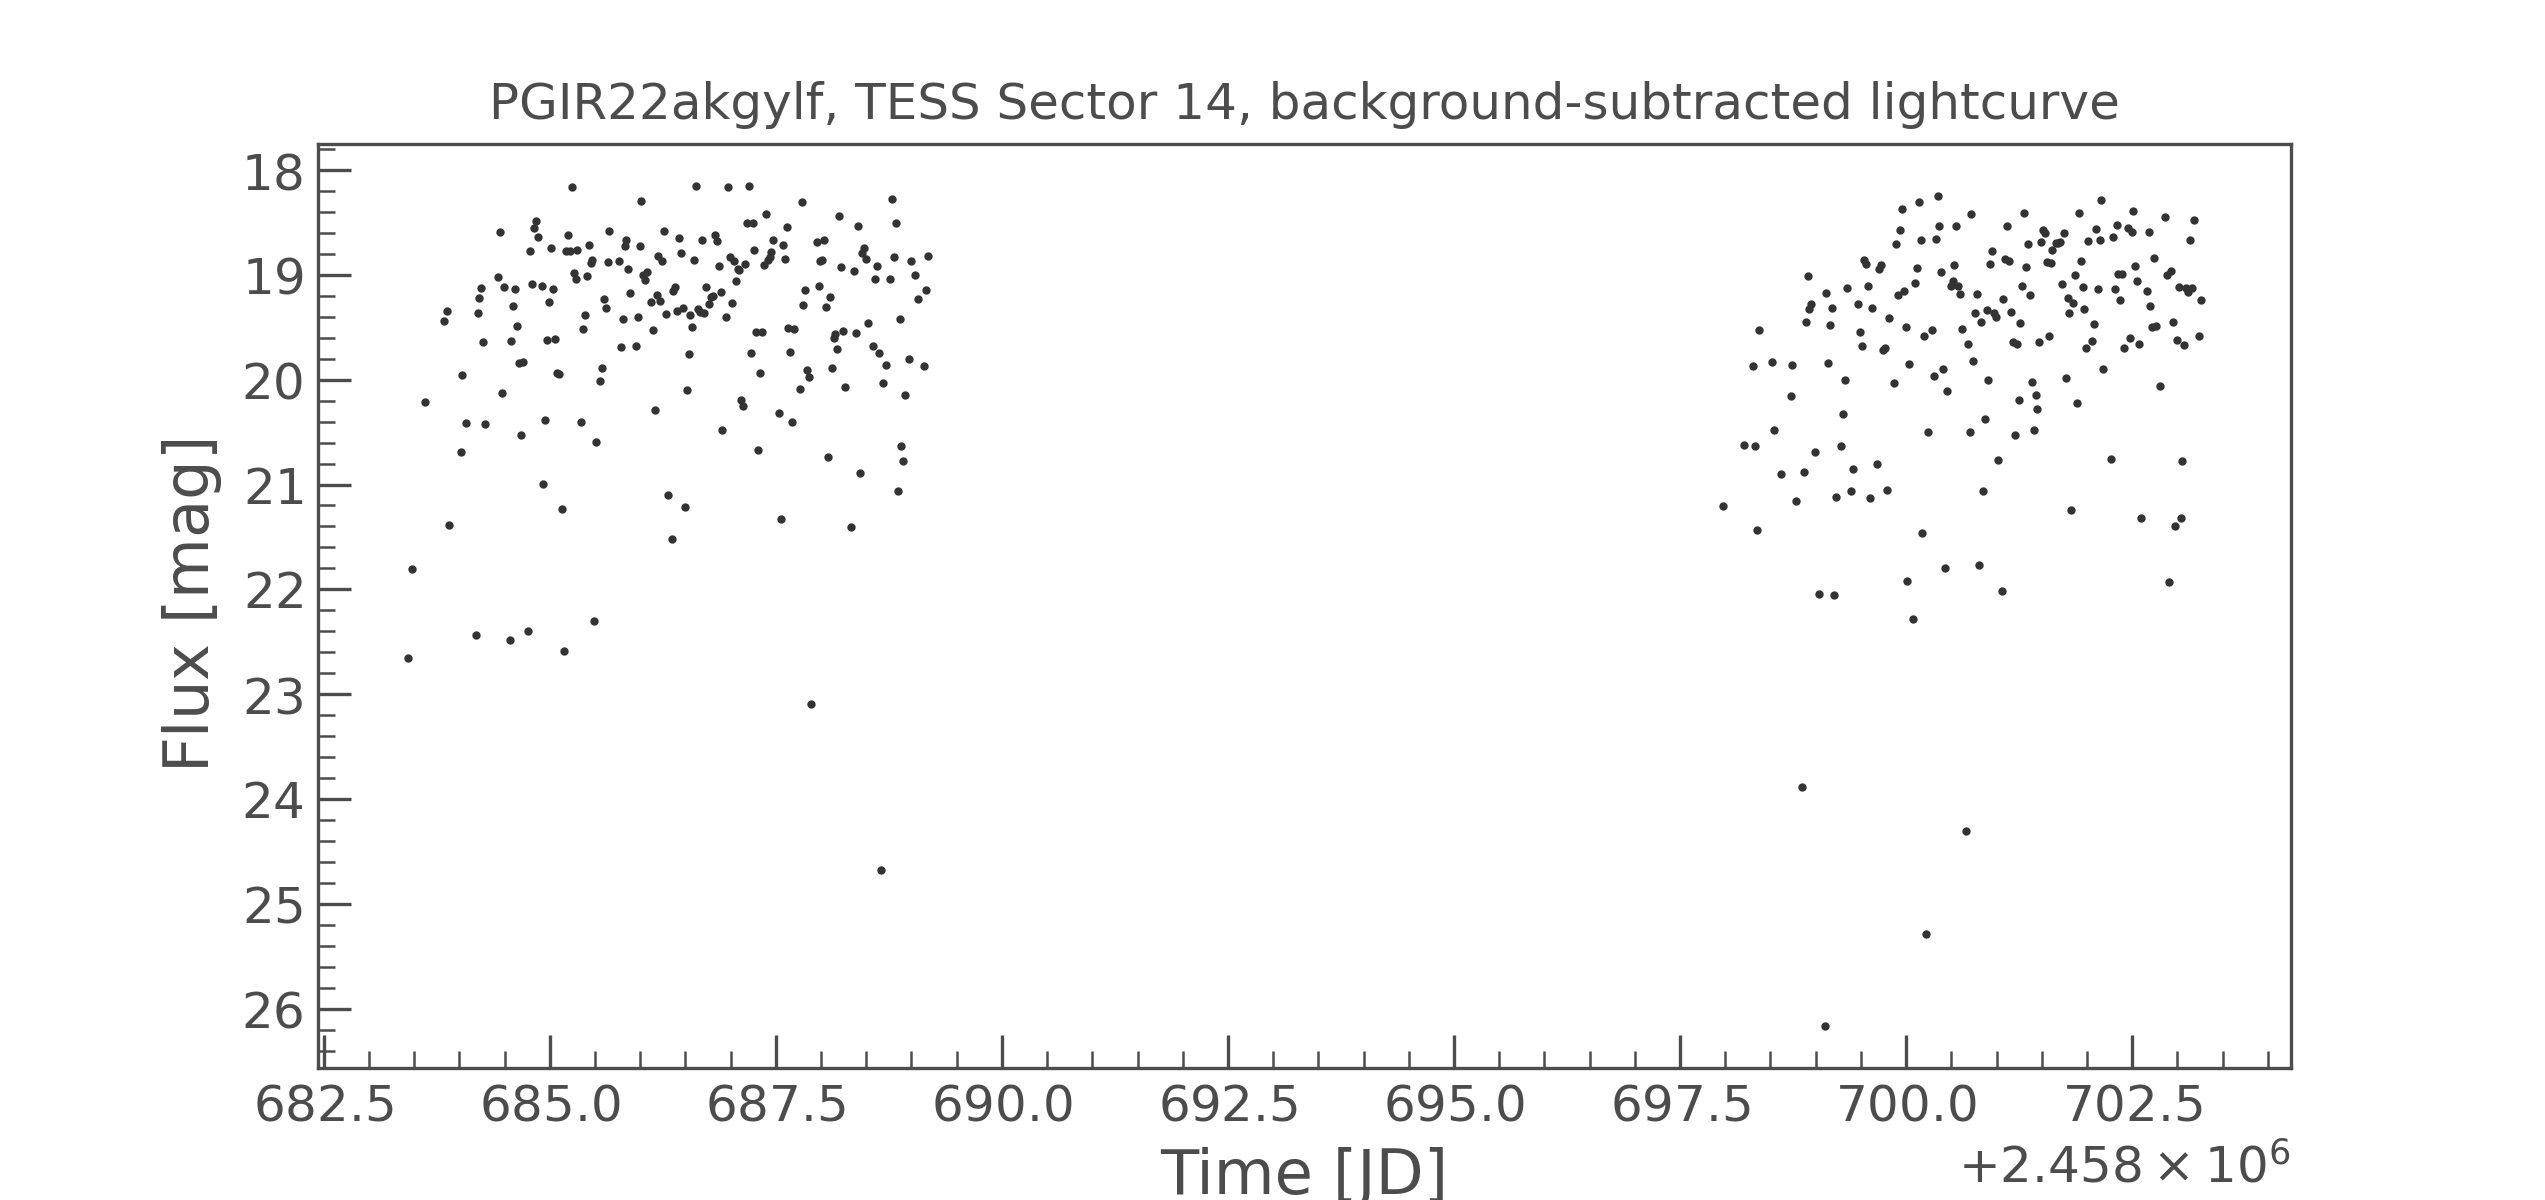 PGIR22akgylf, TESS Sector 14, background-subtracted lightcurve
Flux [mag]
18
19
20
21
22
23
24
25
26
682.5 685.0 687.5 690.0 692.5 695.0 697.5 700.0 702.5
Time [JD]
+2.458 × 10⁶